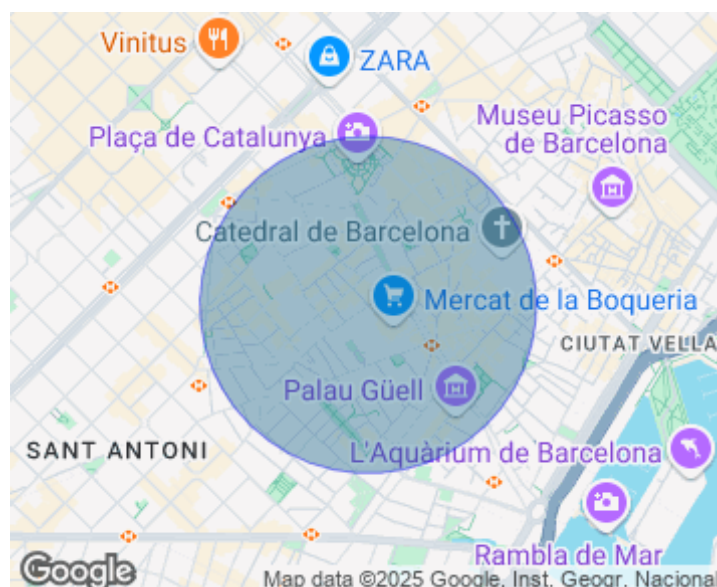 Vinitus
ZARA
Plaça de Catalunya
Museu Picasso
de Barcelona
Catedral de Barcelona
Mercat de la Boqueria
CIUTAT VELLA
Palau Güell
SANT ANTONI
L'Aquàrium de Barcelona
Rambla de Mar
Google
Map data ©2025 Google, Inst. Geogr. Nacional